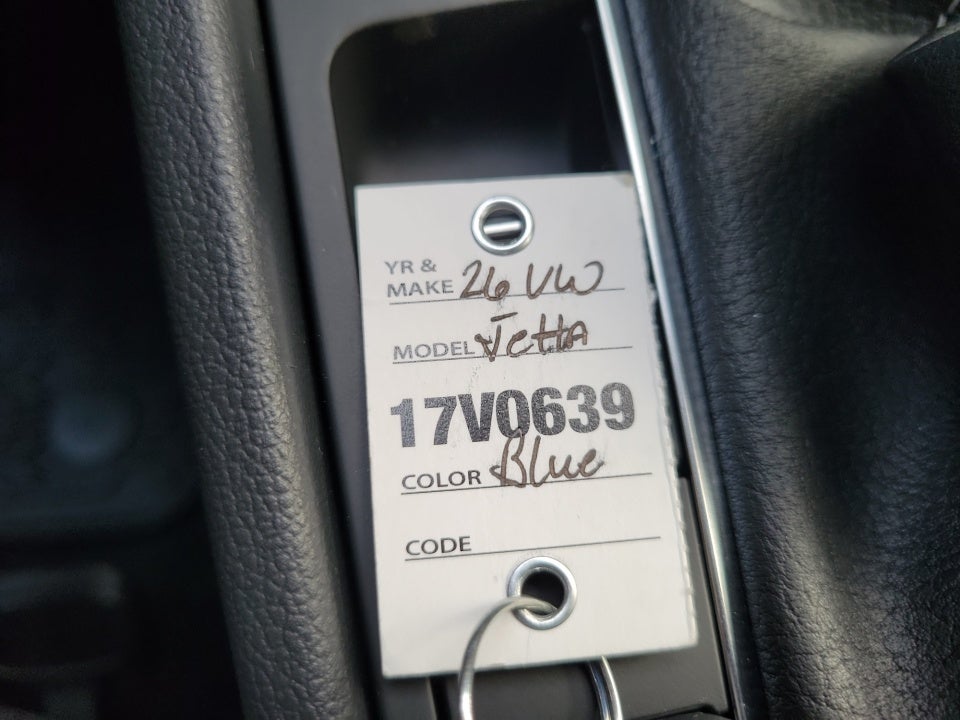 YR &
MAKE 26 VW
MODEL Jetta
17V0639
COLOR Blue
CODE